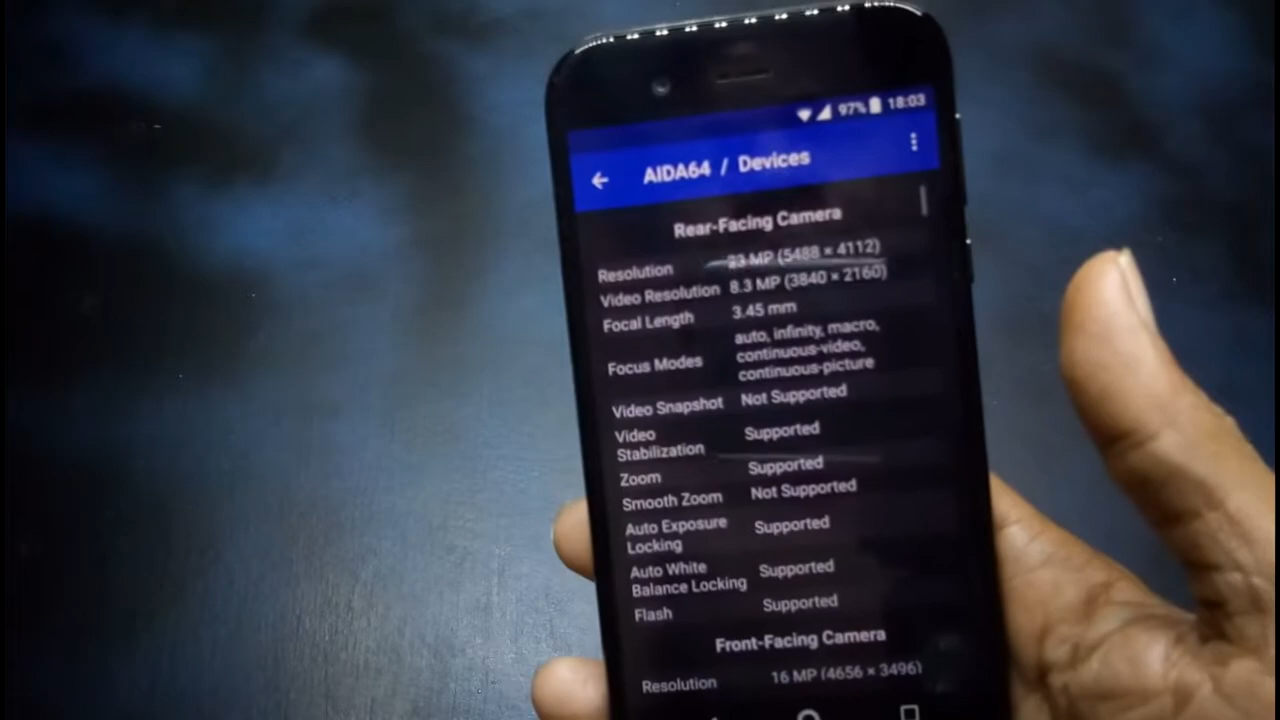 97% 18:03
AIDA64 / Devices
Rear-Facing Camera
Resolution 23 MP (5488 × 4112)
Video Resolution 8.3 MP (3840 × 2160)
Focal Length 3.45 mm
Focus Modes auto, infinity, macro,
continuous-video,
continuous-picture
Video Snapshot Not Supported
Video
Stabilization Supported
Zoom Supported
Smooth Zoom Not Supported
Auto Exposure
Locking Supported
Auto White
Balance Locking Supported
Flash Supported
Front-Facing Camera
Resolution 16 MP (4656 × 3496)